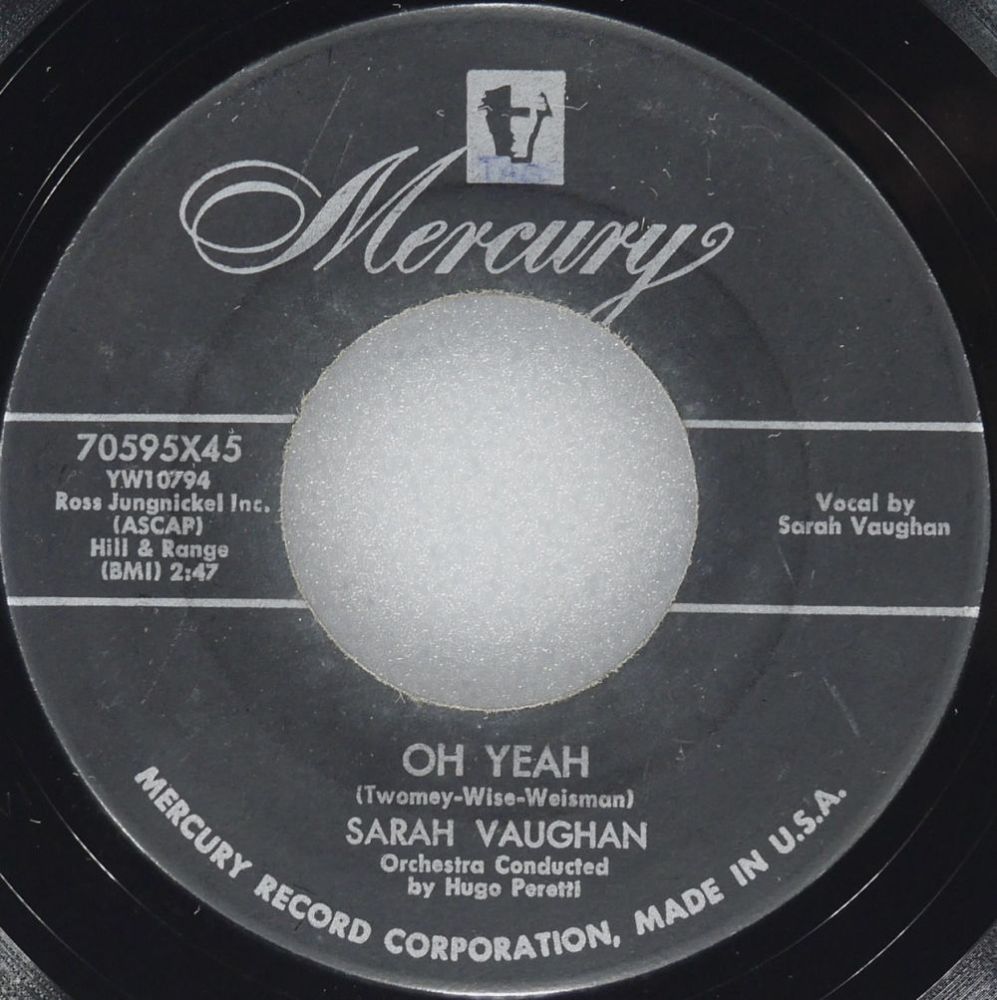 Mercury
70595X45
YW10794
Ross Jungnickel Inc.
(ASCAP)
Hill & Range
(BMI) 2:47
Vocal by
Sarah Vaughan
OH YEAH
(Twomey-Wise-Weisman)
SARAH VAUGHAN
Orchestra Conducted
by Hugo Peretti
MERCURY RECORD CORPORATION, MADE IN U.S.A.